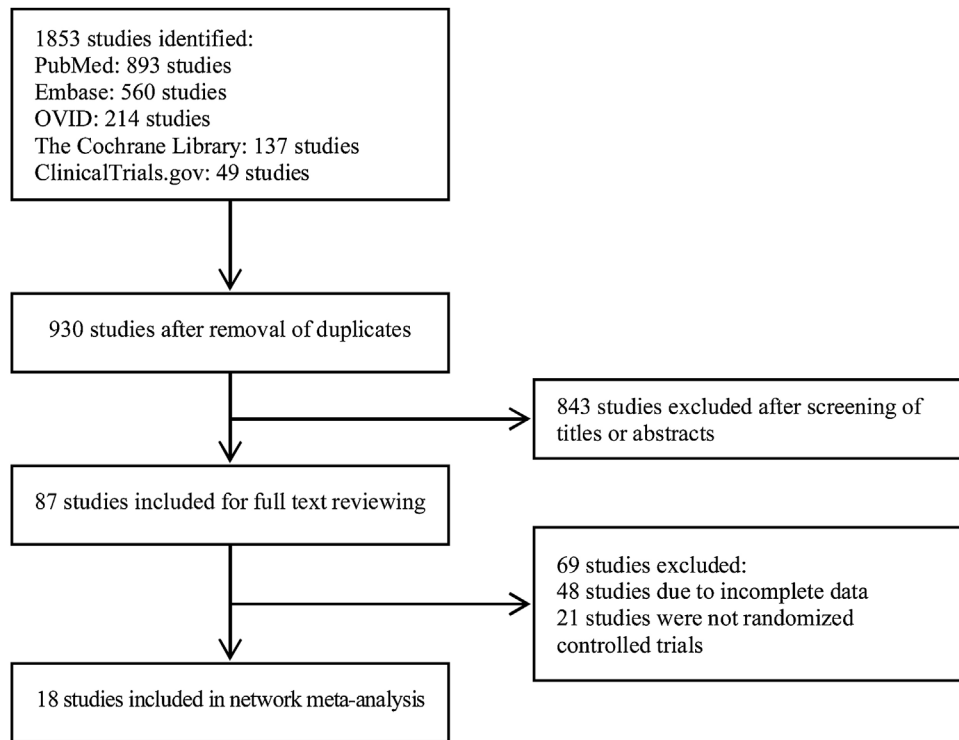 1853 studies identified:
PubMed: 893 studies
Embase: 560 studies
OVID: 214 studies
The Cochrane Library: 137 studies
ClinicalTrials.gov: 49 studies
930 studies after removal of duplicates
843 studies excluded after screening of
titles or abstracts
87 studies included for full text reviewing
69 studies excluded:
48 studies due to incomplete data
21 studies were not randomized
controlled trials
18 studies included in network meta-analysis